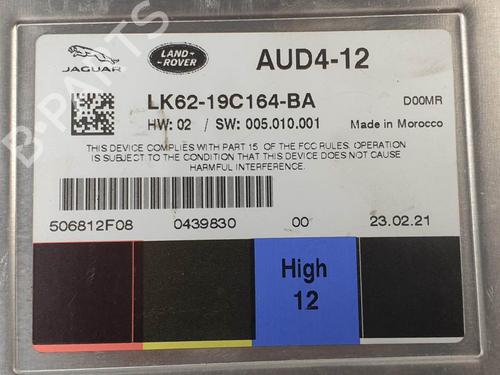 B-PARTS
JAGUAR
LAND-
ROVER
AUD4-12
LK62-19C164-BA
D00MR
HW: 02 / SW: 005.010.001
Made in Morocco
THIS DEVICE COMPLIES WITH PART 15 OF THE FCC RULES. OPERATION
IS SUBJECT TO THE CONDITION THAT THIS DEVICE DOES NOT CAUSE
HARMFUL INTERFERENCE.
506812F08 0439830 00 23.02.21
High
12